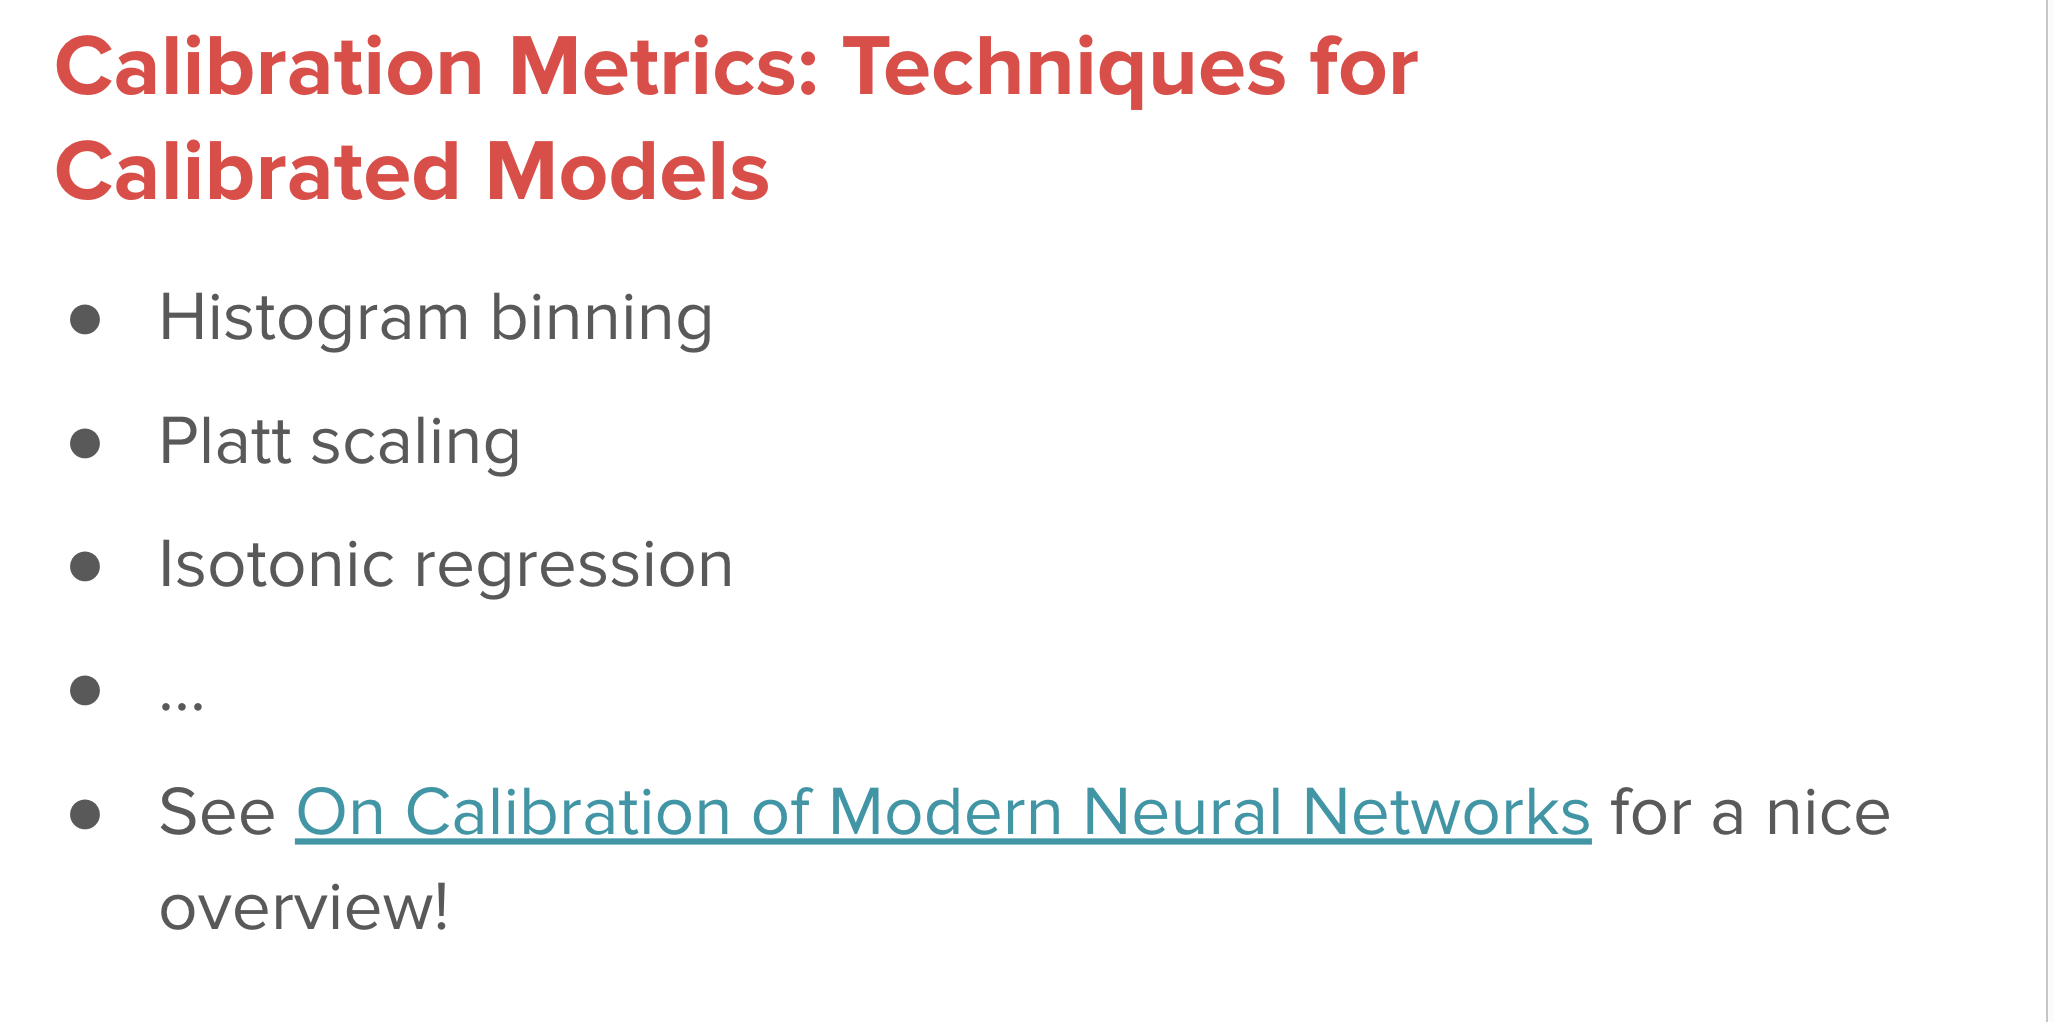 Calibration Metrics: Techniques for
Calibrated Models
● Histogram binning
● Platt scaling
● Isotonic regression
● ...
● See On Calibration of Modern Neural Networks for a nice
overview!